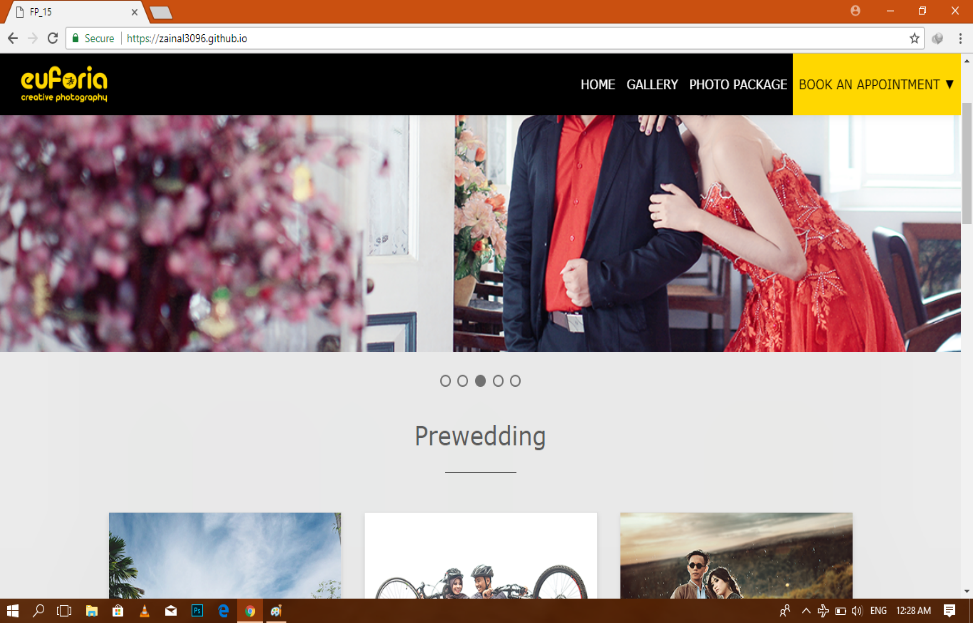 FP_15
Secure
https://zainal3096.github.io
euforia
creative photography
HOME GALLERY PHOTO PACKAGE BOOK AN APPOINTMENT ▼
Prewedding
Ps
ENG 12:28 AM